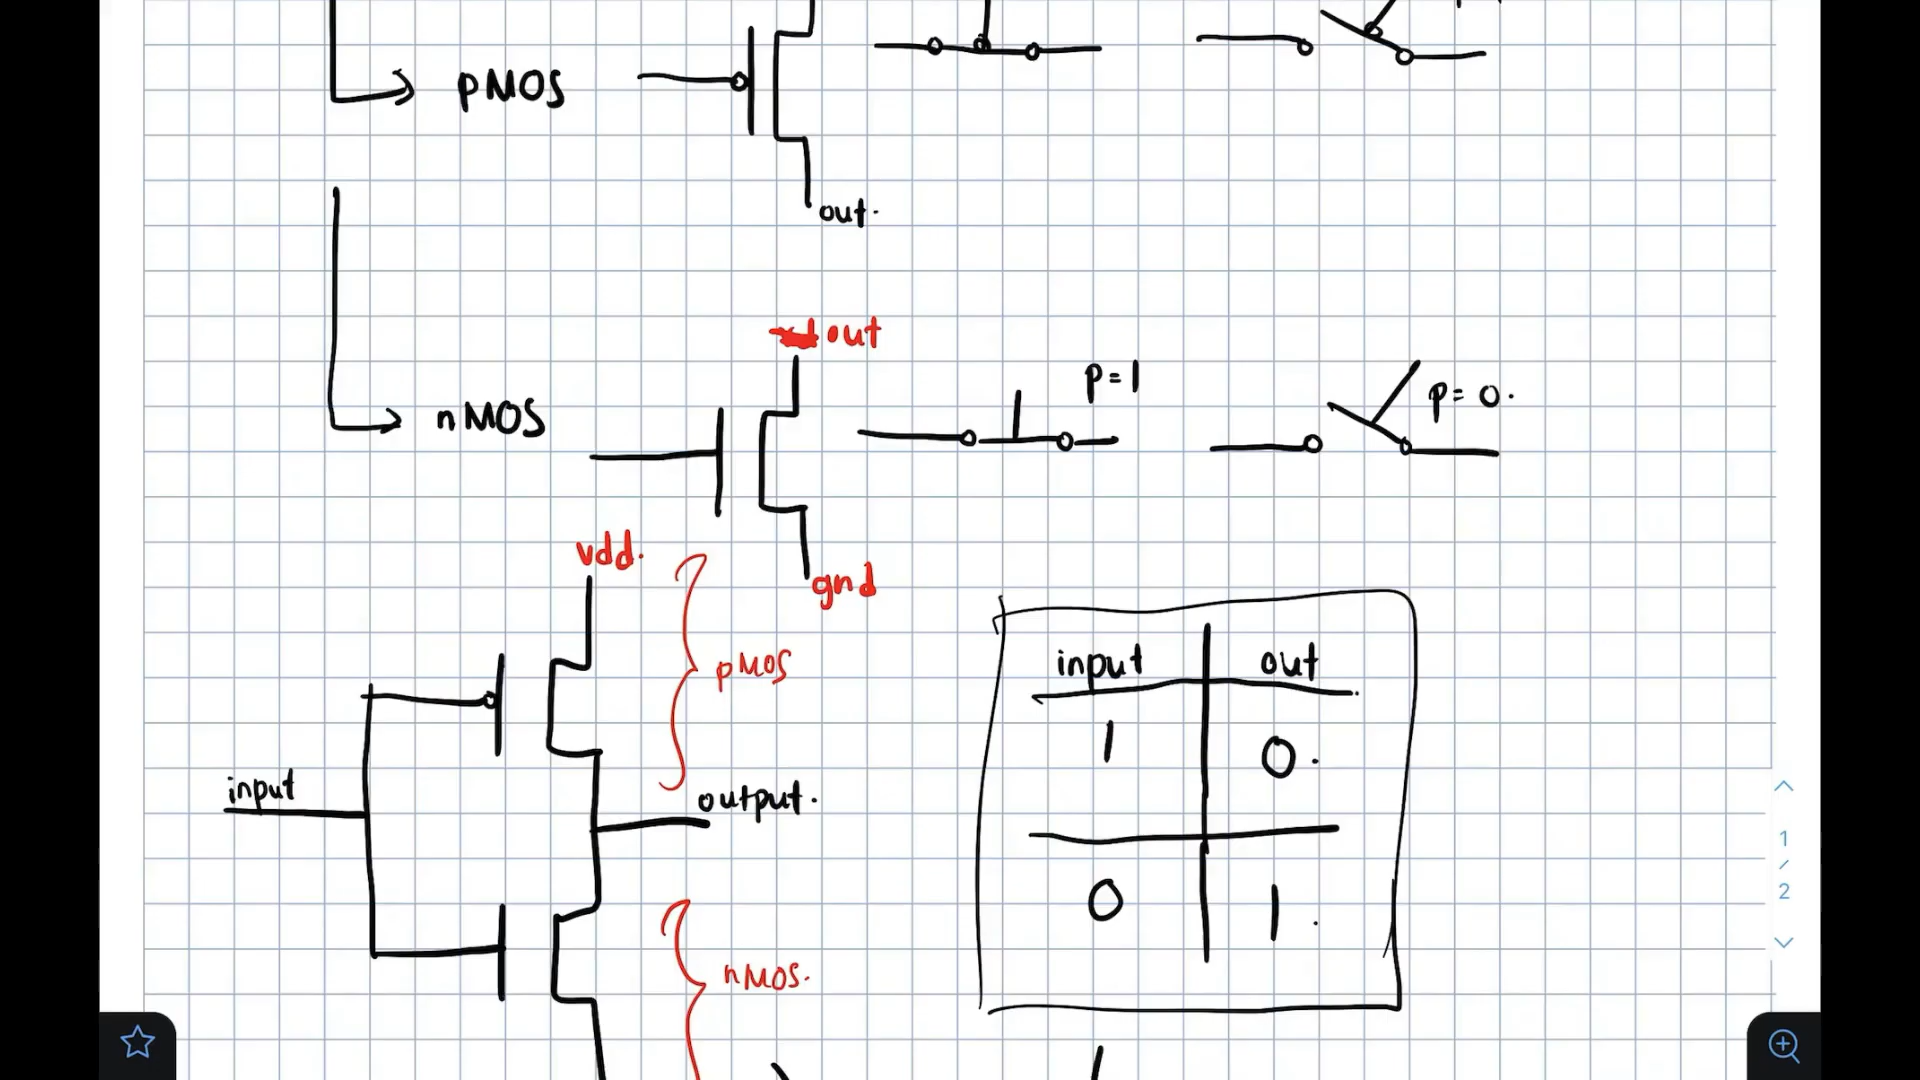 pMOS
out.
out
p=1
p= 0.
nMOS
vdd.
gnd
pMOS
input out
1 0.
input
output.
0 1.
nMOS.
1
/
2